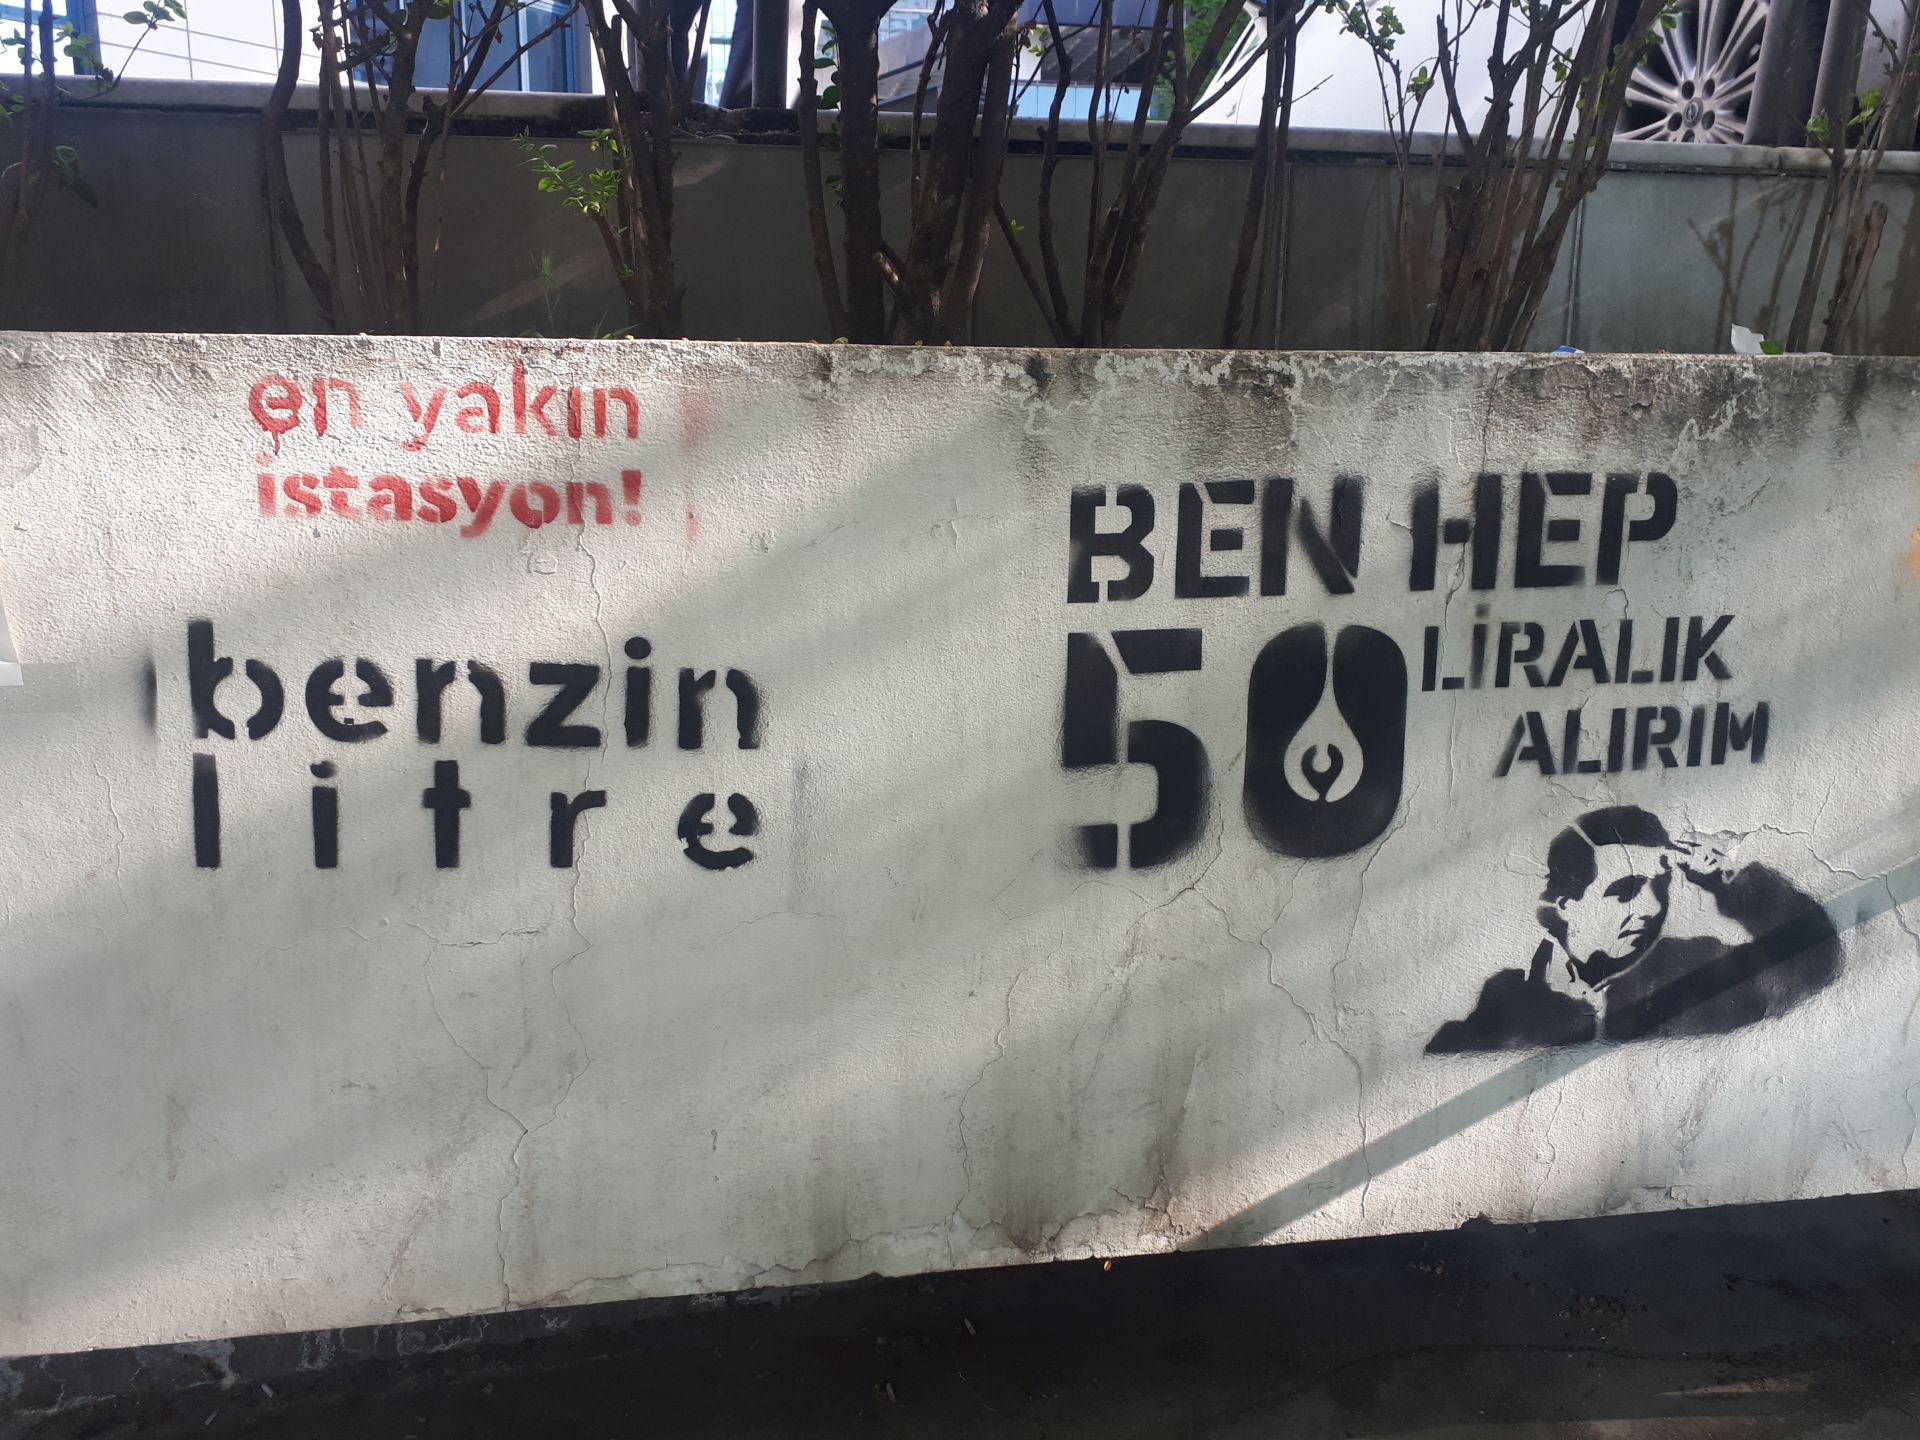 en yakın
istasyon!
benzin
litre
BEN HEP
50 LİRALIK
ALIRIM